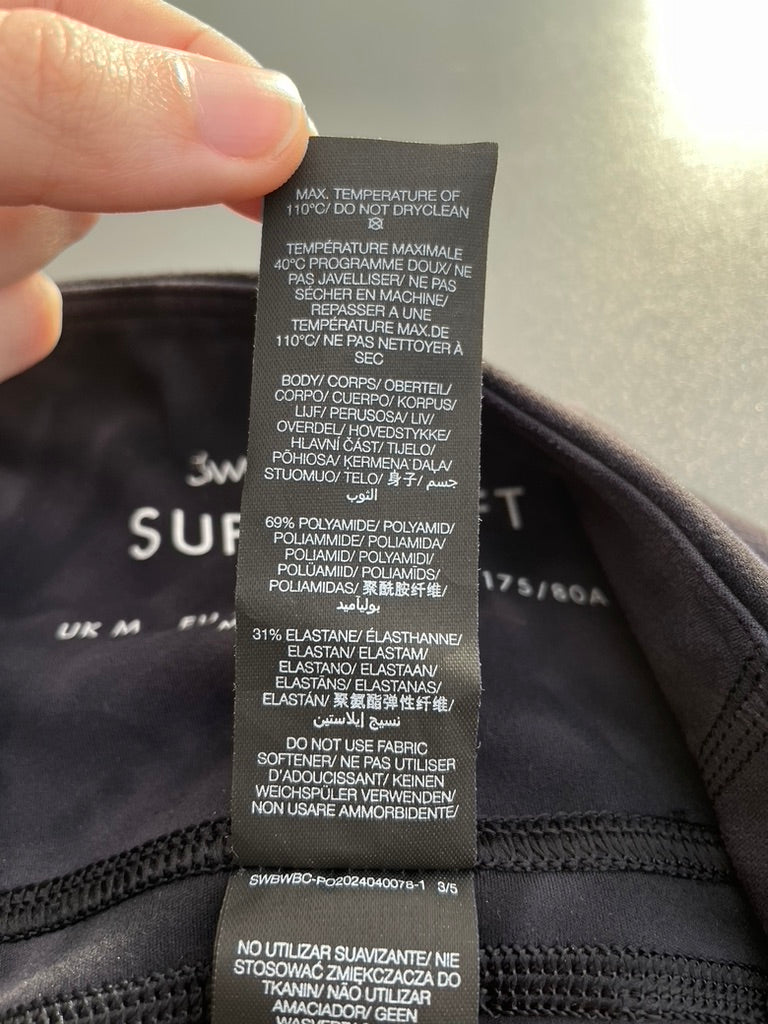 MAX. TEMPERATURE OF
110°C/ DO NOT DRYCLEAN
TEMPÉRATURE MAXIMALE
40°C PROGRAMME DOUX/ NE
PAS JAVELLISER/ NE PAS
SÉCHER EN MACHINE/
REPASSER A UNE
TEMPÉRATURE MAX.DE
110°C/ NE PAS NETTOYER À
SEC
BODY/ CORPS/ OBERTEIL/
CORPO/ CUERPO/ KORPUS/
LIJF/ PERUSOSA/ LIV/
OVERDEL/ HOVEDSTYKKE/
HLAVNÍ ČÁST/ TIJELO/
PÕHIOSA/ ĶERMEŅA DAĻA/
STUOMUO/ TELO/ 身子/ جسم
الثوب
69% POLYAMIDE/ POLYAMID/
POLIAMMIDE/ POLIAMIDA/
POLIAMID/ POLYAMIDI/
POLÜAMIID/ POLIAMĪDS/
POLIAMIDAS/ 聚酰胺纤维/
بولياميد
31% ELASTANE/ ÉLASTHANNE/
ELASTAN/ ELASTAM/
ELASTANO/ ELASTAAN/
ELASTĀNS/ ELASTANAS/
ELASTÁN/ 聚氨酯弹性纤维/
نسيج إيلاستين
DO NOT USE FABRIC
SOFTENER/ NE PAS UTILISER
D'ADOUCISSANT/ KEINEN
WEICHSPÜLER VERWENDEN/
NON USARE AMMORBIDENTE/
SWBWBC-PO2024040078-1 3/5
NO UTILIZAR SUAVIZANTE/ NIE
STOSOWAĆ ZMIĘKCZACZA DO
TKANIN/ NÃO UTILIZAR
AMACIADOR/ GEEN
UK M 175/80A